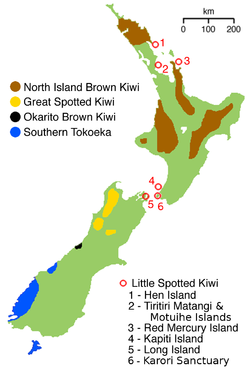 km
0 100 200
1
2
3
North Island Brown Kiwi
Great Spotted Kiwi
Okarito Brown Kiwi
Southern Tokoeka
4
5 6
Little Spotted Kiwi
1 - Hen Island
2 - Tiritiri Matangi &
Motuihe Islands
3 - Red Mercury Island
4 - Kapiti Island
5 - Long Island
6 - Karori Sanctuary